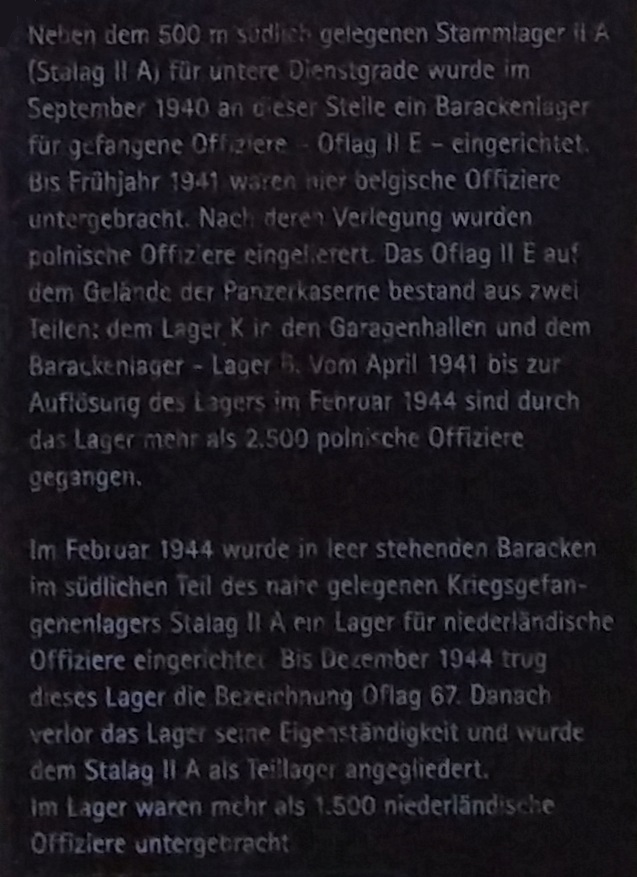 Neben dem 500 m südlich gelegenen Stammlager II A
(Stalag II A) für untere Dienstgrade wurde im
September 1940 an dieser Stelle ein Barackenlager
für gefangene Offiziere - Oflag II E – eingerichtet.
Bis Frühjahr 1941 waren hier belgische Offiziere
untergebracht. Nach deren Verlegung wurden
polnische Offiziere eingeliefert. Das Oflag II E auf
dem Gelände der Panzerkaserne bestand aus zwei
Teilen: dem Lager K in den Garagenhallen und dem
Barackenlager - Lager B. Vom April 1941 bis zur
Auflösung des Lagers im Februar 1944 sind durch
das Lager mehr als 2.500 polnische Offiziere
gegangen.

Im Februar 1944 wurde in leer stehenden Baracken
im südlichen Teil des nahe gelegenen Kriegsgefan-
genenlagers Stalag II A ein Lager für niederländische
Offiziere eingerichtet. Bis Dezember 1944 trug
dieses Lager die Bezeichnung Oflag 67. Danach
verlor das Lager seine Eigenständigkeit und wurde
dem Stalag II A als Teillager angegliedert.
Im Lager waren mehr als 1.500 niederländische
Offiziere untergebracht